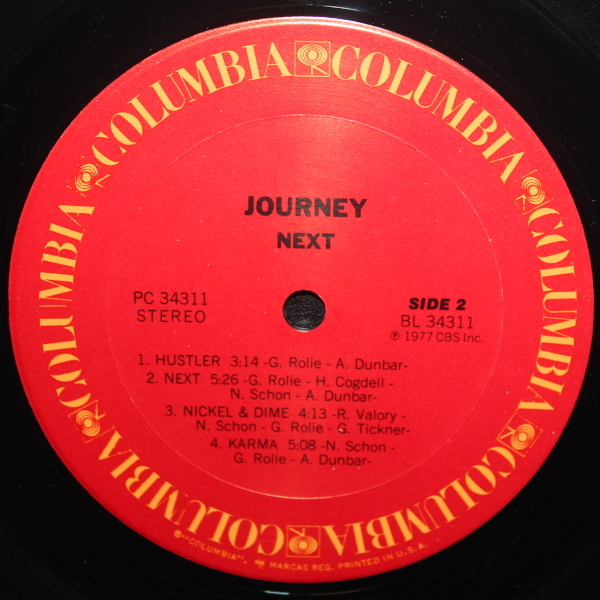 COLUMBIA COLUMBIA COLUMBIA COLUMBIA COLUMBIA COLUMBIA
JOURNEY
NEXT
PC 34311
STEREO
SIDE 2
BL 34311
℗ 1977 CBS Inc.
1. HUSTLER 3:14 -G. Rolie - A. Dunbar-
2. NEXT 5:26 -G. Rolie - H. Cogdell -
N. Schon - A. Dunbar-
3. NICKEL & DIME 4:13 -R. Valory -
N. Schon - G. Rolie - G. Tickner-
4. KARMA 5:08 -N. Schon -
G. Rolie - A. Dunbar-
©"COLUMBIA", MARCAS REG. PRINTED IN U.S.A.